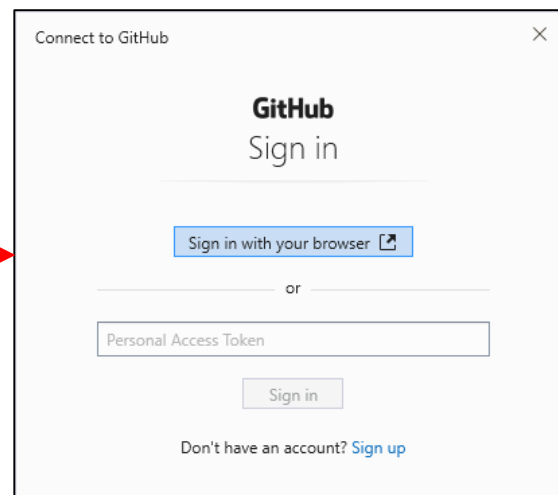 Connect to GitHub
GitHub
Sign in
Sign in with your browser
or
Personal Access Token
Sign in
Don't have an account? Sign up